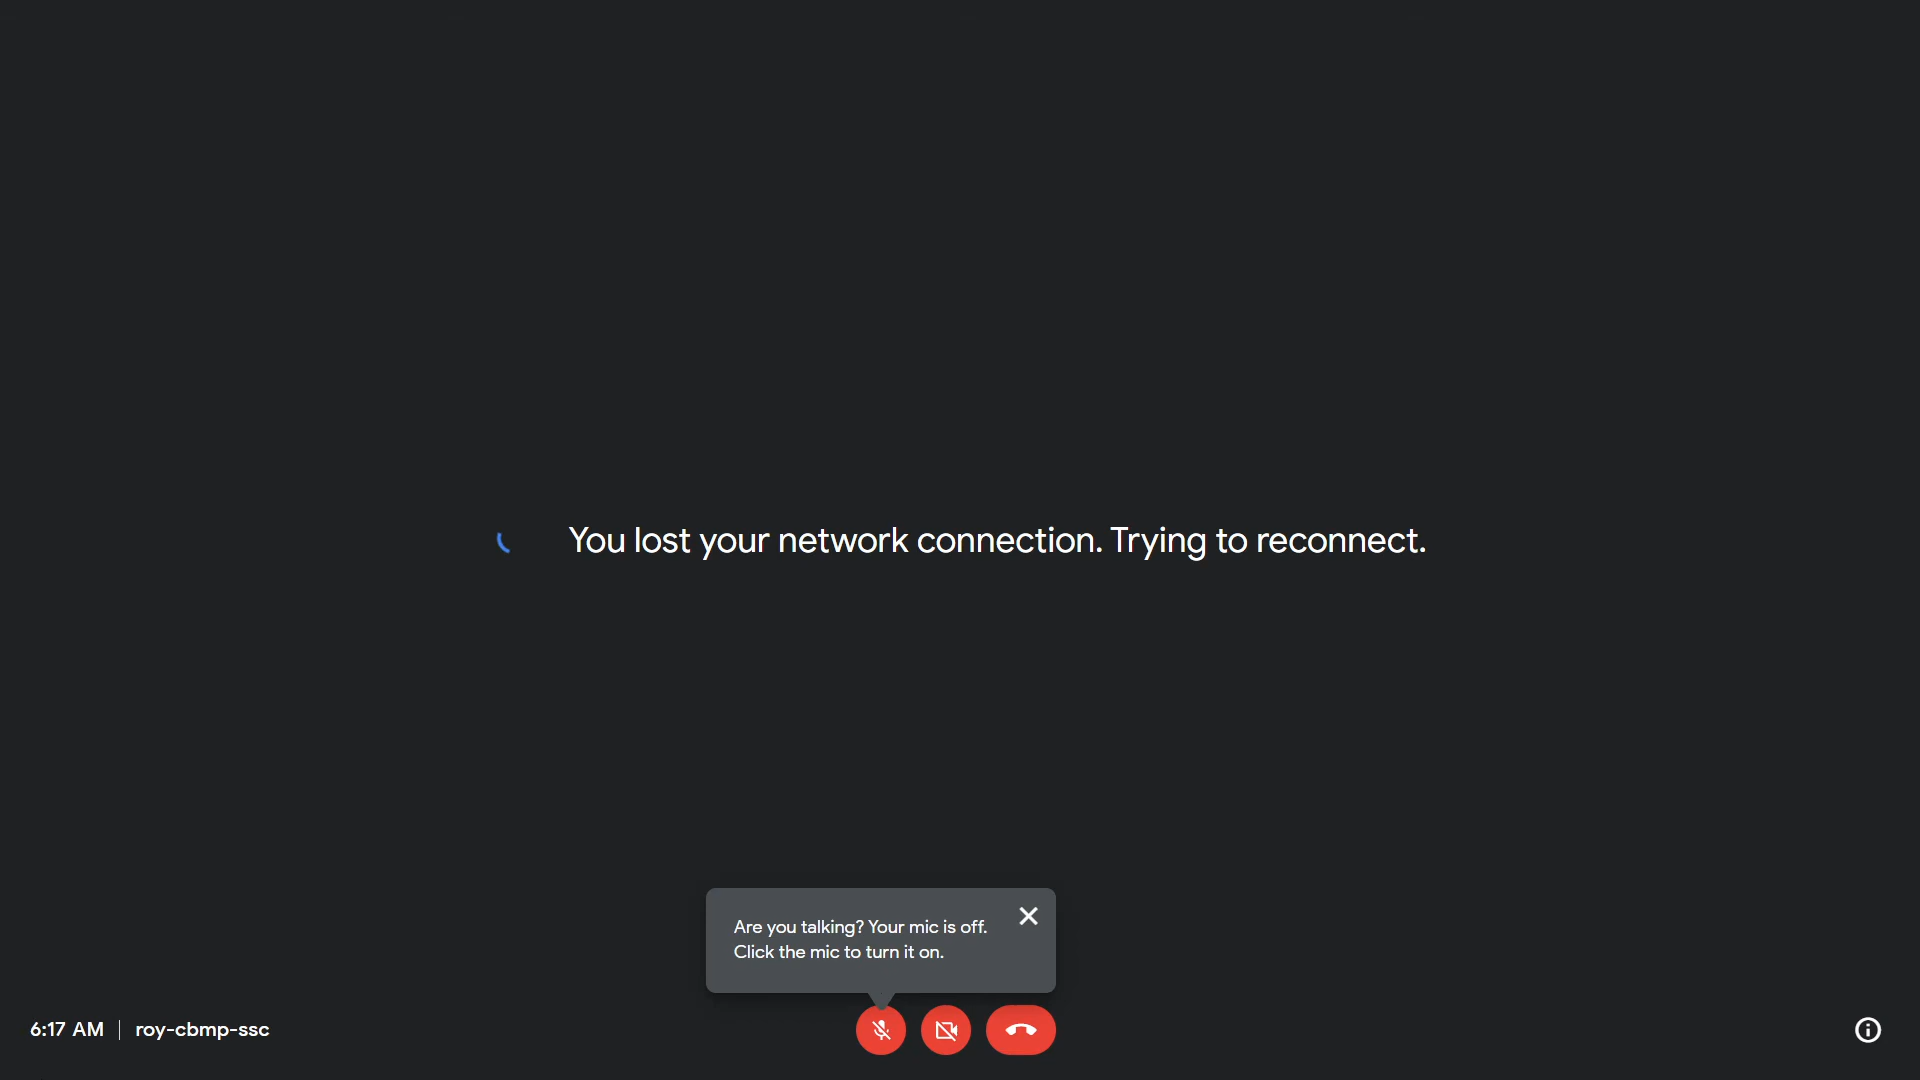 You lost your network connection. Trying to reconnect.
Are you talking? Your mic is off.
Click the mic to turn it on.
6:17 AM | roy-cbmp-ssc